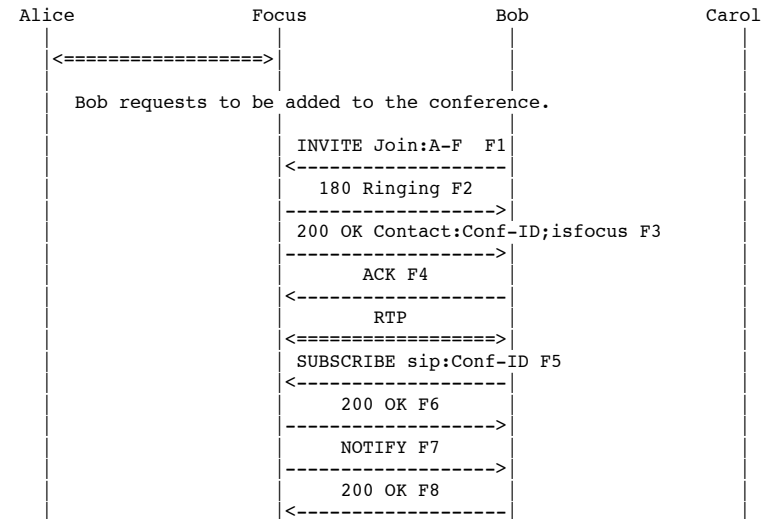 Alice Focus Bob Carol
<==================>
Bob requests to be added to the conference.
INVITE Join:A-F F1
<-------------------
180 Ringing F2
------------------->
200 OK Contact:Conf-ID;isfocus F3
------------------->
ACK F4
<-------------------
RTP
<==================>
SUBSCRIBE sip:Conf-ID F5
<-------------------
200 OK F6
------------------->
NOTIFY F7
------------------->
200 OK F8
<-------------------